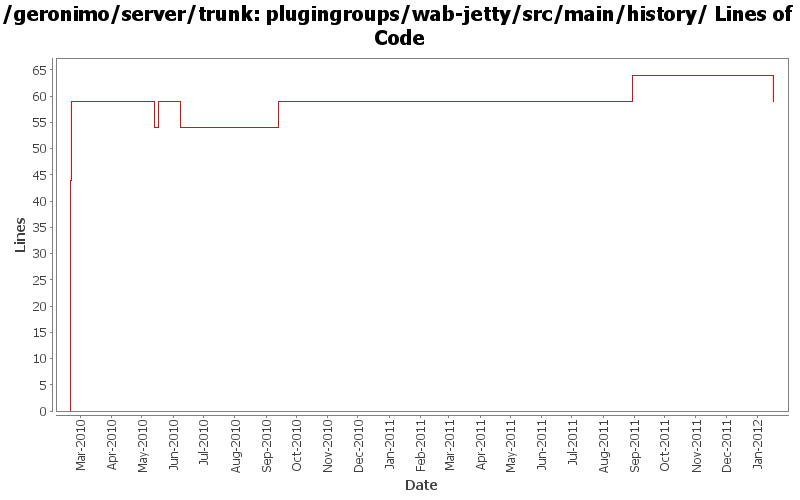 /geronimo/server/trunk: plugingroups/wab-jetty/src/main/history/ Lines of
Code
Lines
65
60
55
50
45
40
35
30
25
20
15
10
5
0
Mar-2010
Apr-2010
May-2010
Jun-2010
Jul-2010
Aug-2010
Sep-2010
Oct-2010
Nov-2010
Dec-2010
Jan-2011
Feb-2011
Mar-2011
Apr-2011
May-2011
Jun-2011
Jul-2011
Aug-2011
Sep-2011
Oct-2011
Nov-2011
Dec-2011
Jan-2012
Date